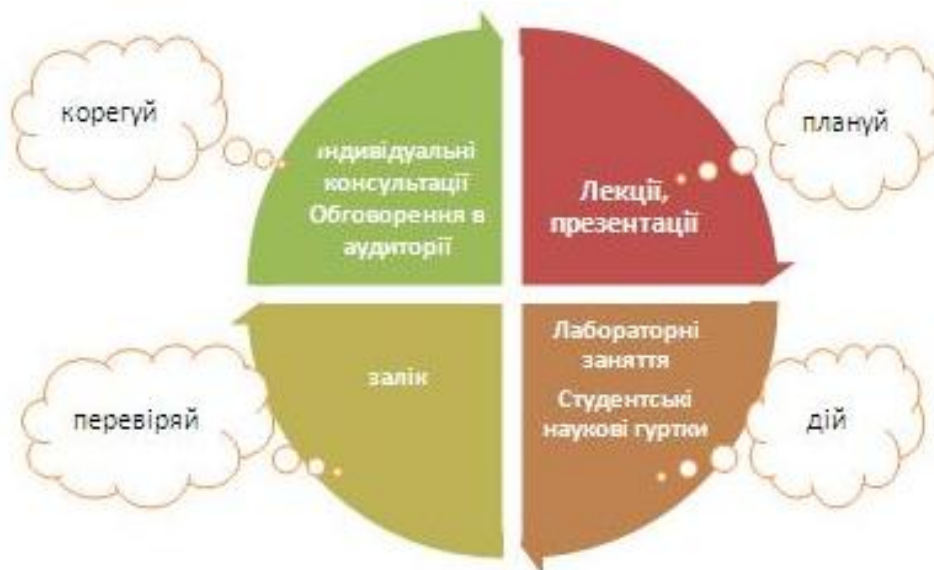 корегуй
індивідуальні
консультації
Обговорення в
аудиторії
Лекції,
презентації
плануй
перевіряй
залік
Лабораторні
заняття
Студентські
наукові гуртки
дій